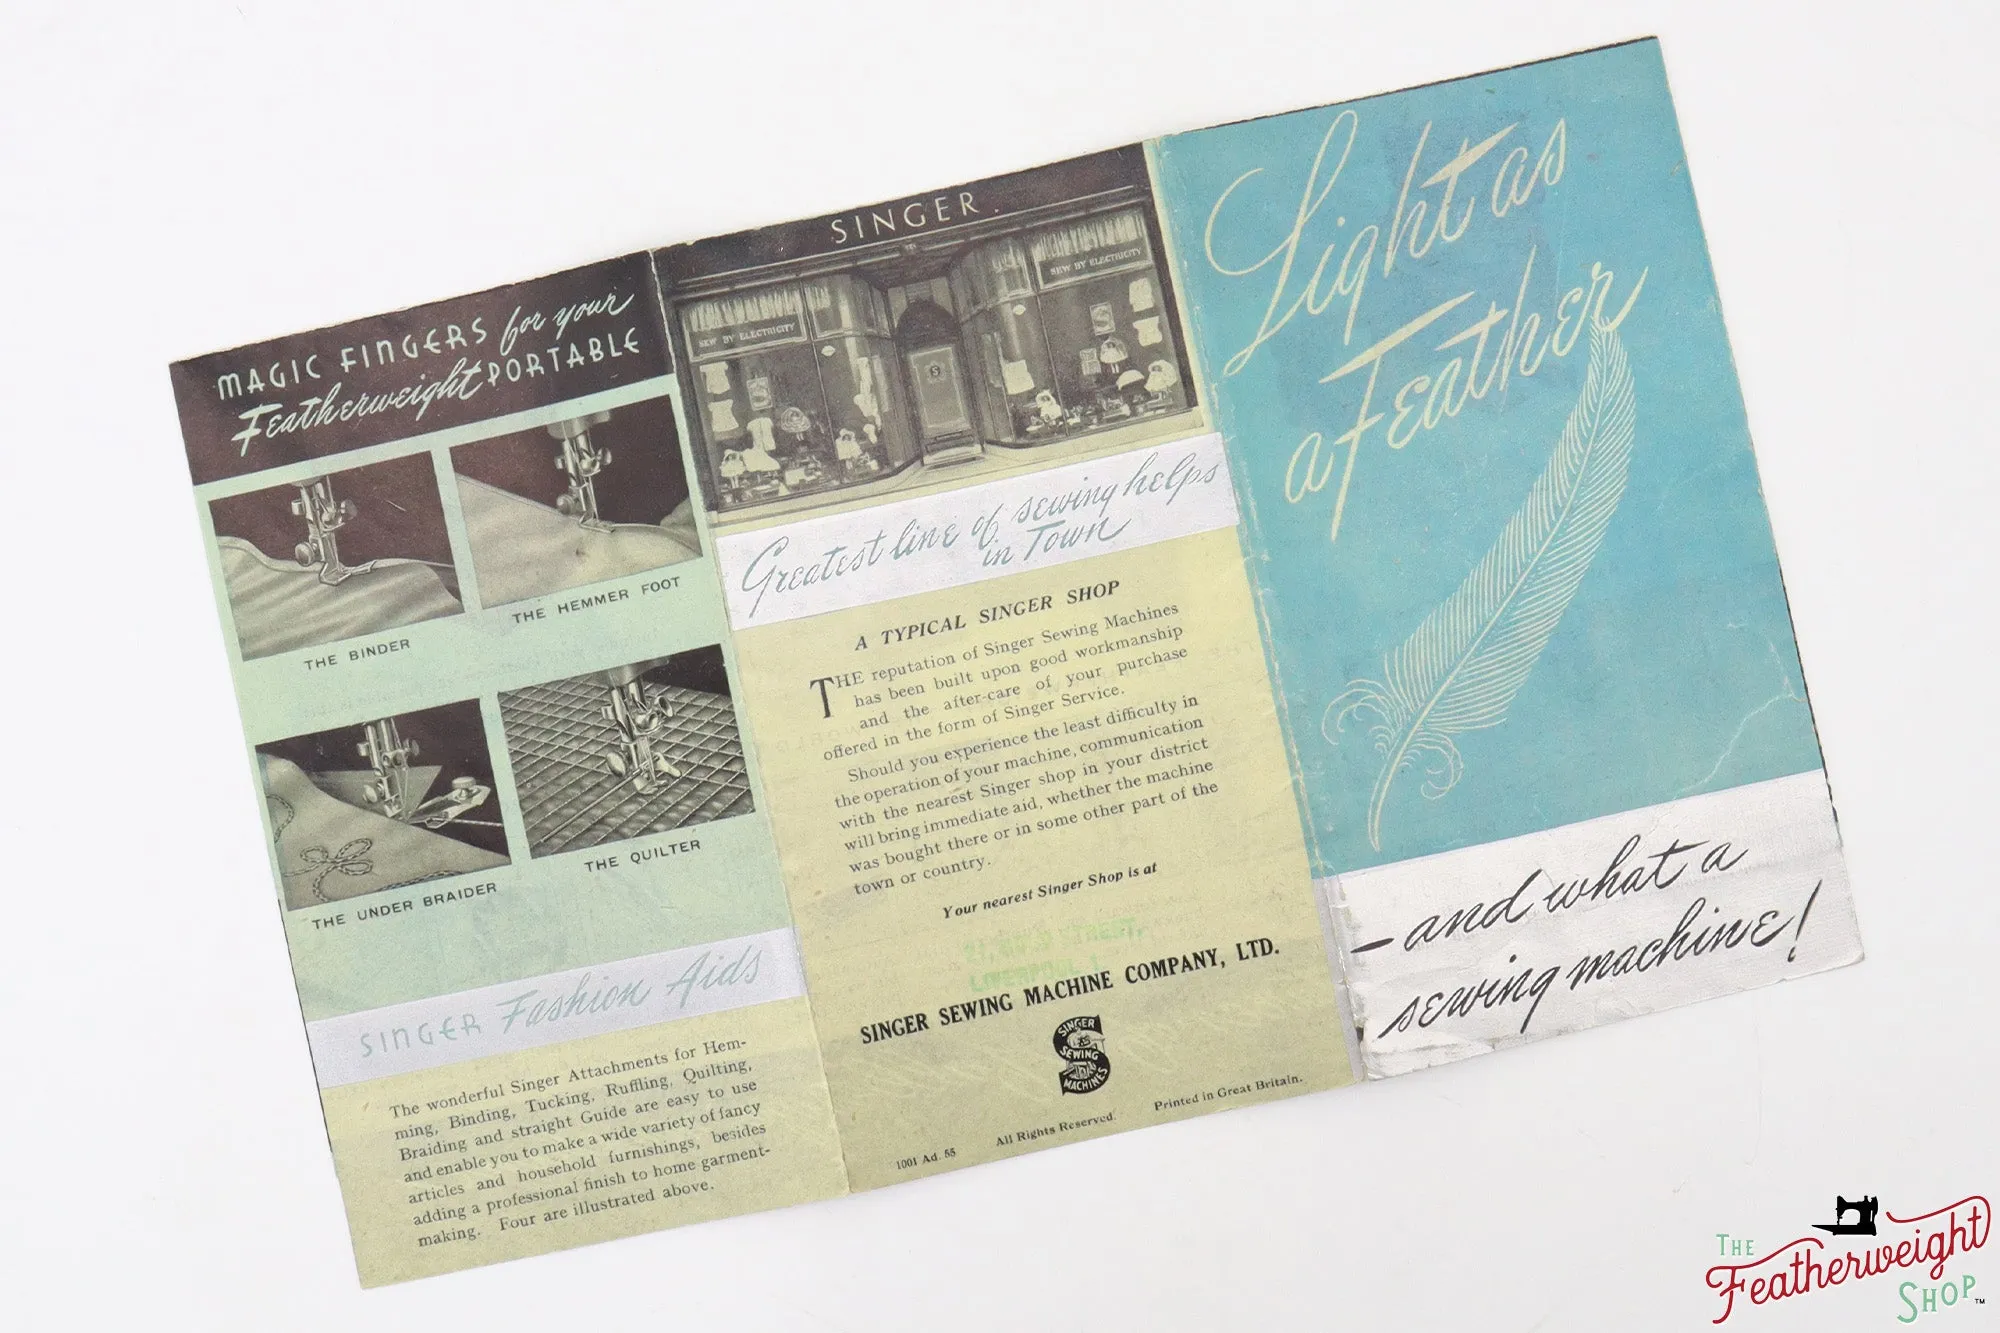 MAGIC FINGERS for your
Featherweight PORTABLE
THE BINDER
THE HEMMER FOOT
THE UNDER BRAIDER
THE QUILTER
SINGER Fashion Aids
The wonderful Singer Attachments for Hem-
ming, Binding, Tucking, Ruffling, Quilting,
Braiding and straight Guide are easy to use
and enable you to make a wide variety of fancy
articles and household furnishings, besides
adding a professional finish to home garment-
making. Four are illustrated above.
SINGER
SEW BY ELECTRICITY
SEW BY ELECTRICITY
S
Greatest line of sewing helps
in Town
A TYPICAL SINGER SHOP
THE reputation of Singer Sewing Machines
has been built upon good workmanship
and the after-care of your purchase
offered in the form of Singer Service.
Should you experience the least difficulty in
the operation of your machine, communication
with the nearest Singer shop in your district
will bring immediate aid, whether the machine
was bought there or in some other part of the
town or country.
Your nearest Singer Shop is at
STREET,
LIVERPOOL 1.
SINGER SEWING MACHINE COMPANY, LTD.
SINGER
SEWING
MACHINES
1001 Ad. 55
All Rights Reserved.
Printed in Great Britain.
Light as
a Feather
—and what a
sewing machine!
THE
Featherweight
SHOP™